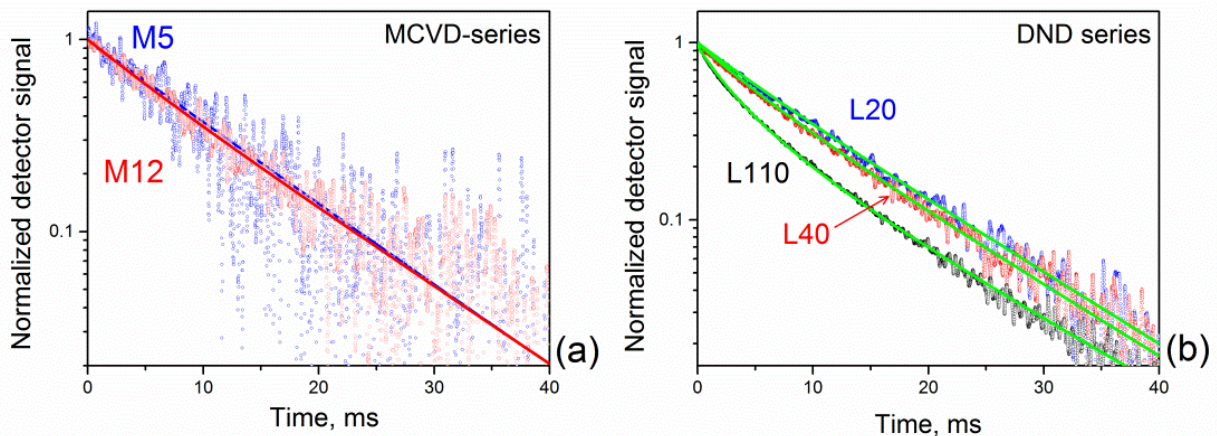 MCVD-series
M5
M12
Normalized detector signal
1
0.1
0
10
20
30
40
Time, ms
(a)
DND series
L20
L110
L40
Normalized detector signal
1
0.1
0
10
20
30
40
Time, ms
(b)